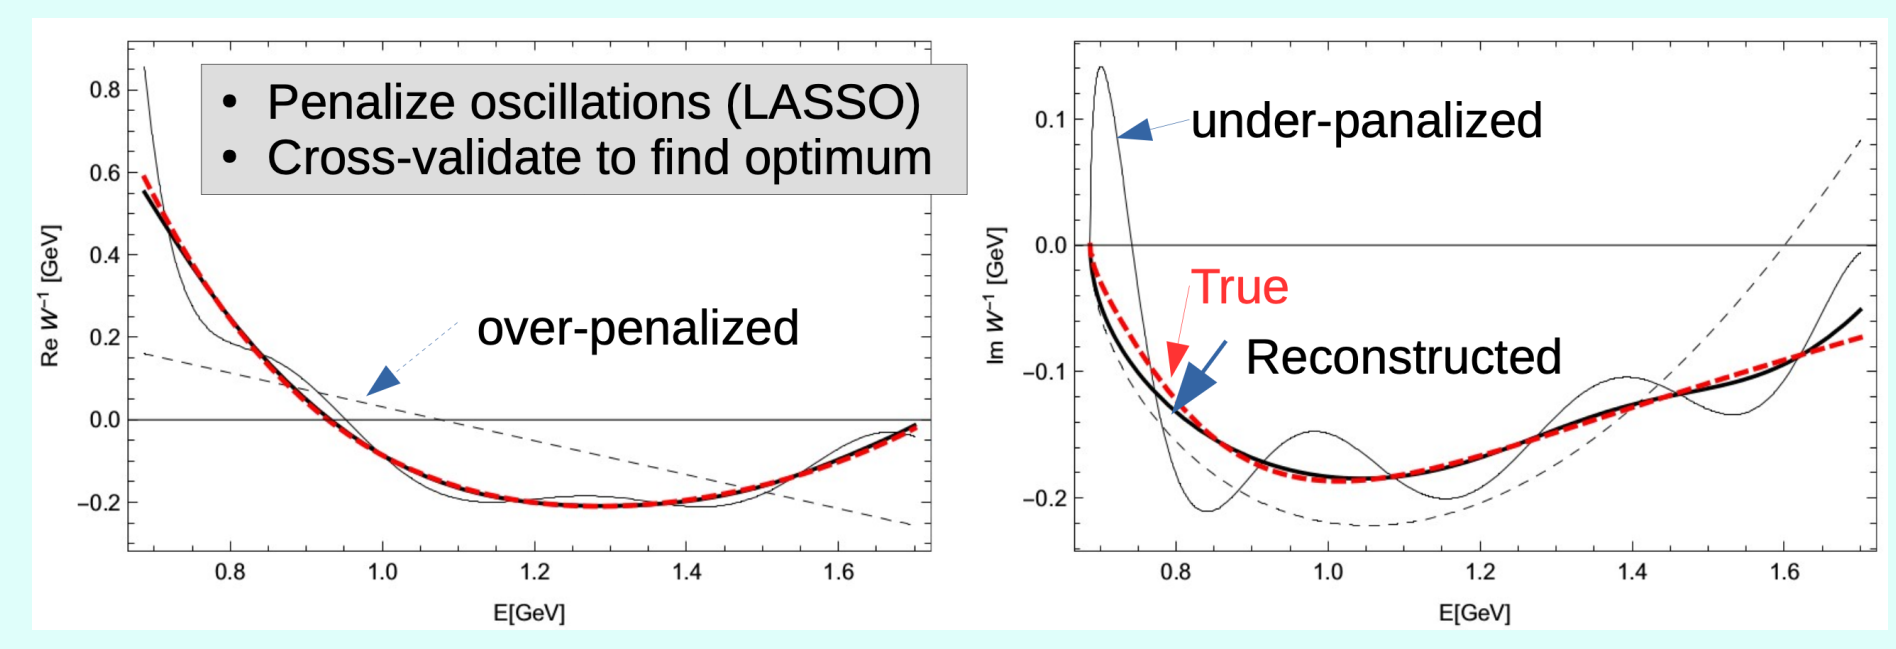 • Penalize oscillations (LASSO)
• Cross-validate to find optimum
over-penalized
0.8
0.6
0.4
0.2
0.0
−0.2
Re W⁻¹ [GeV]
0.8 1.0 1.2 1.4 1.6
E[GeV]
under-panalized
True
Reconstructed
0.1
0.0
−0.1
−0.2
Im W⁻¹ [GeV]
0.8 1.0 1.2 1.4 1.6
E[GeV]